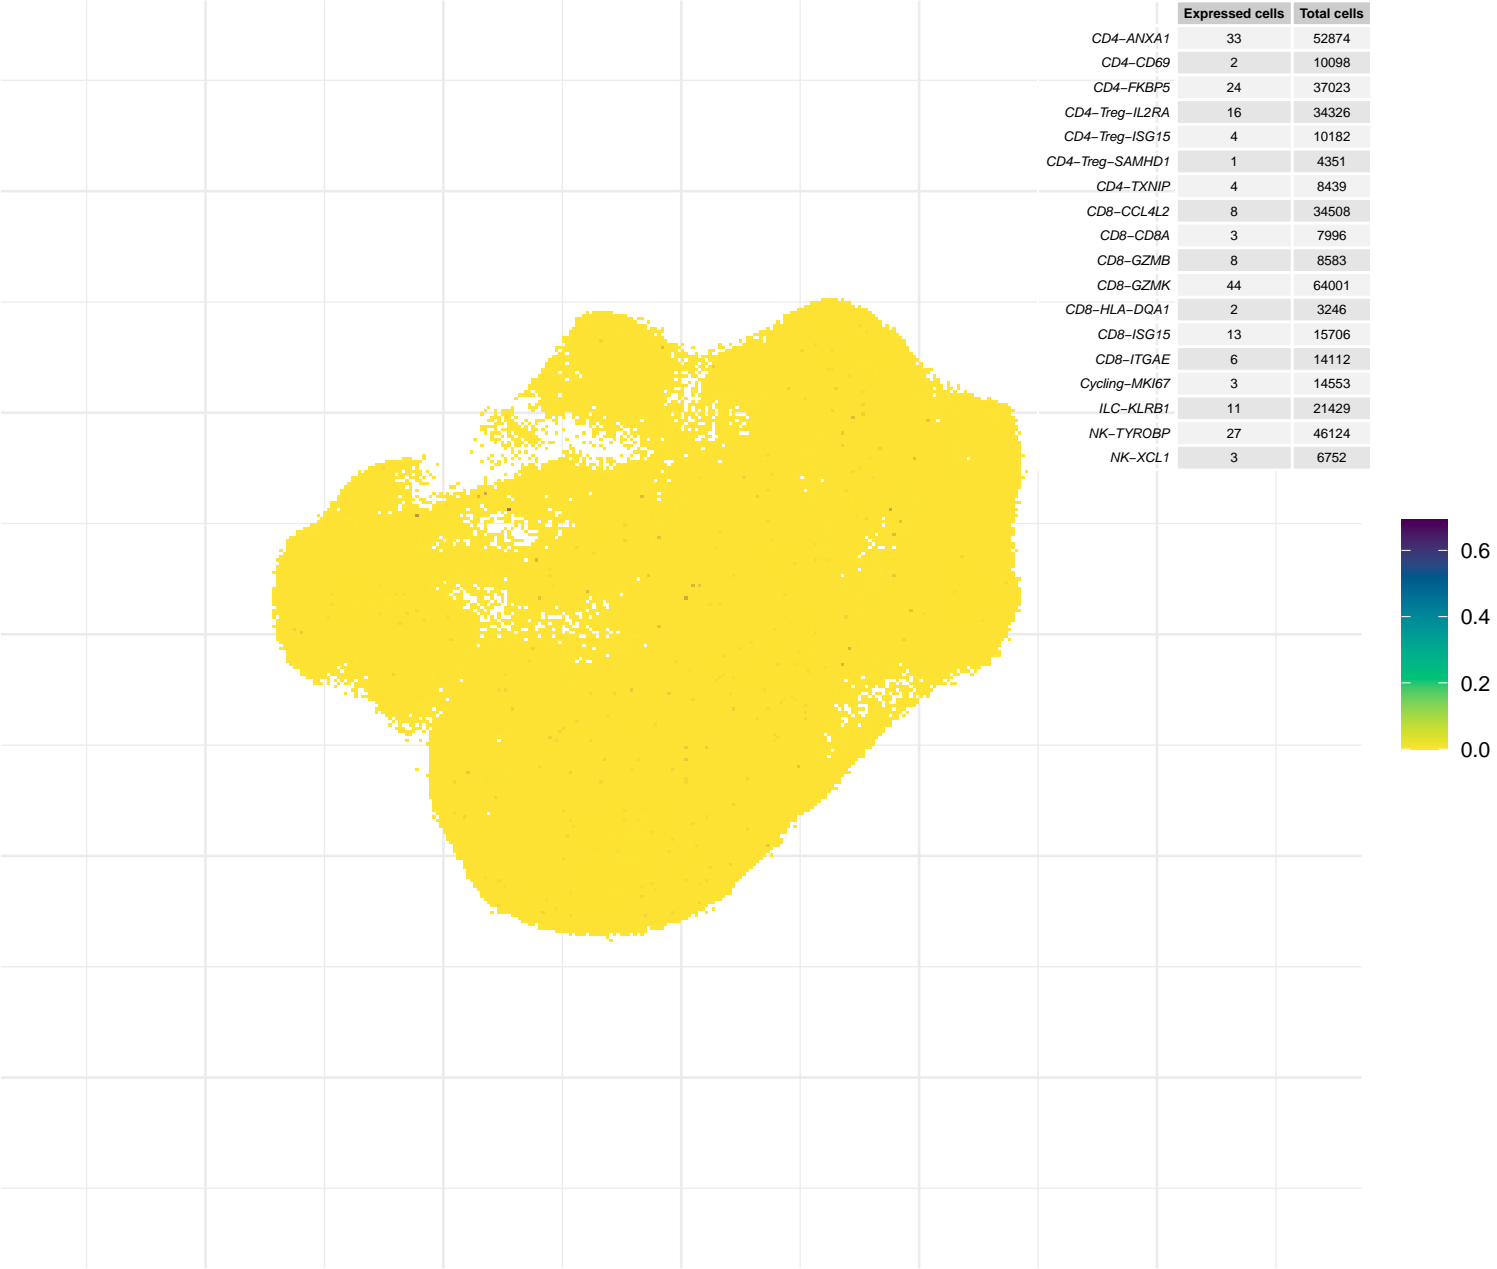 Expressed cells Total cells
CD4−ANXA1 33 52874
CD4−CD69 2 10098
CD4−FKBP5 24 37023
CD4−Treg−IL2RA 16 34326
CD4−Treg−ISG15 4 10182
CD4−Treg−SAMHD1 1 4351
CD4−TXNIP 4 8439
CD8−CCL4L2 8 34508
CD8−CD8A 3 7996
CD8−GZMB 8 8583
CD8−GZMK 44 64001
CD8−HLA−DQA1 2 3246
CD8−ISG15 13 15706
CD8−ITGAE 6 14112
Cycling−MKI67 3 14553
ILC−KLRB1 11 21429
NK−TYROBP 27 46124
NK−XCL1 3 6752
0.6
0.4
0.2
0.0